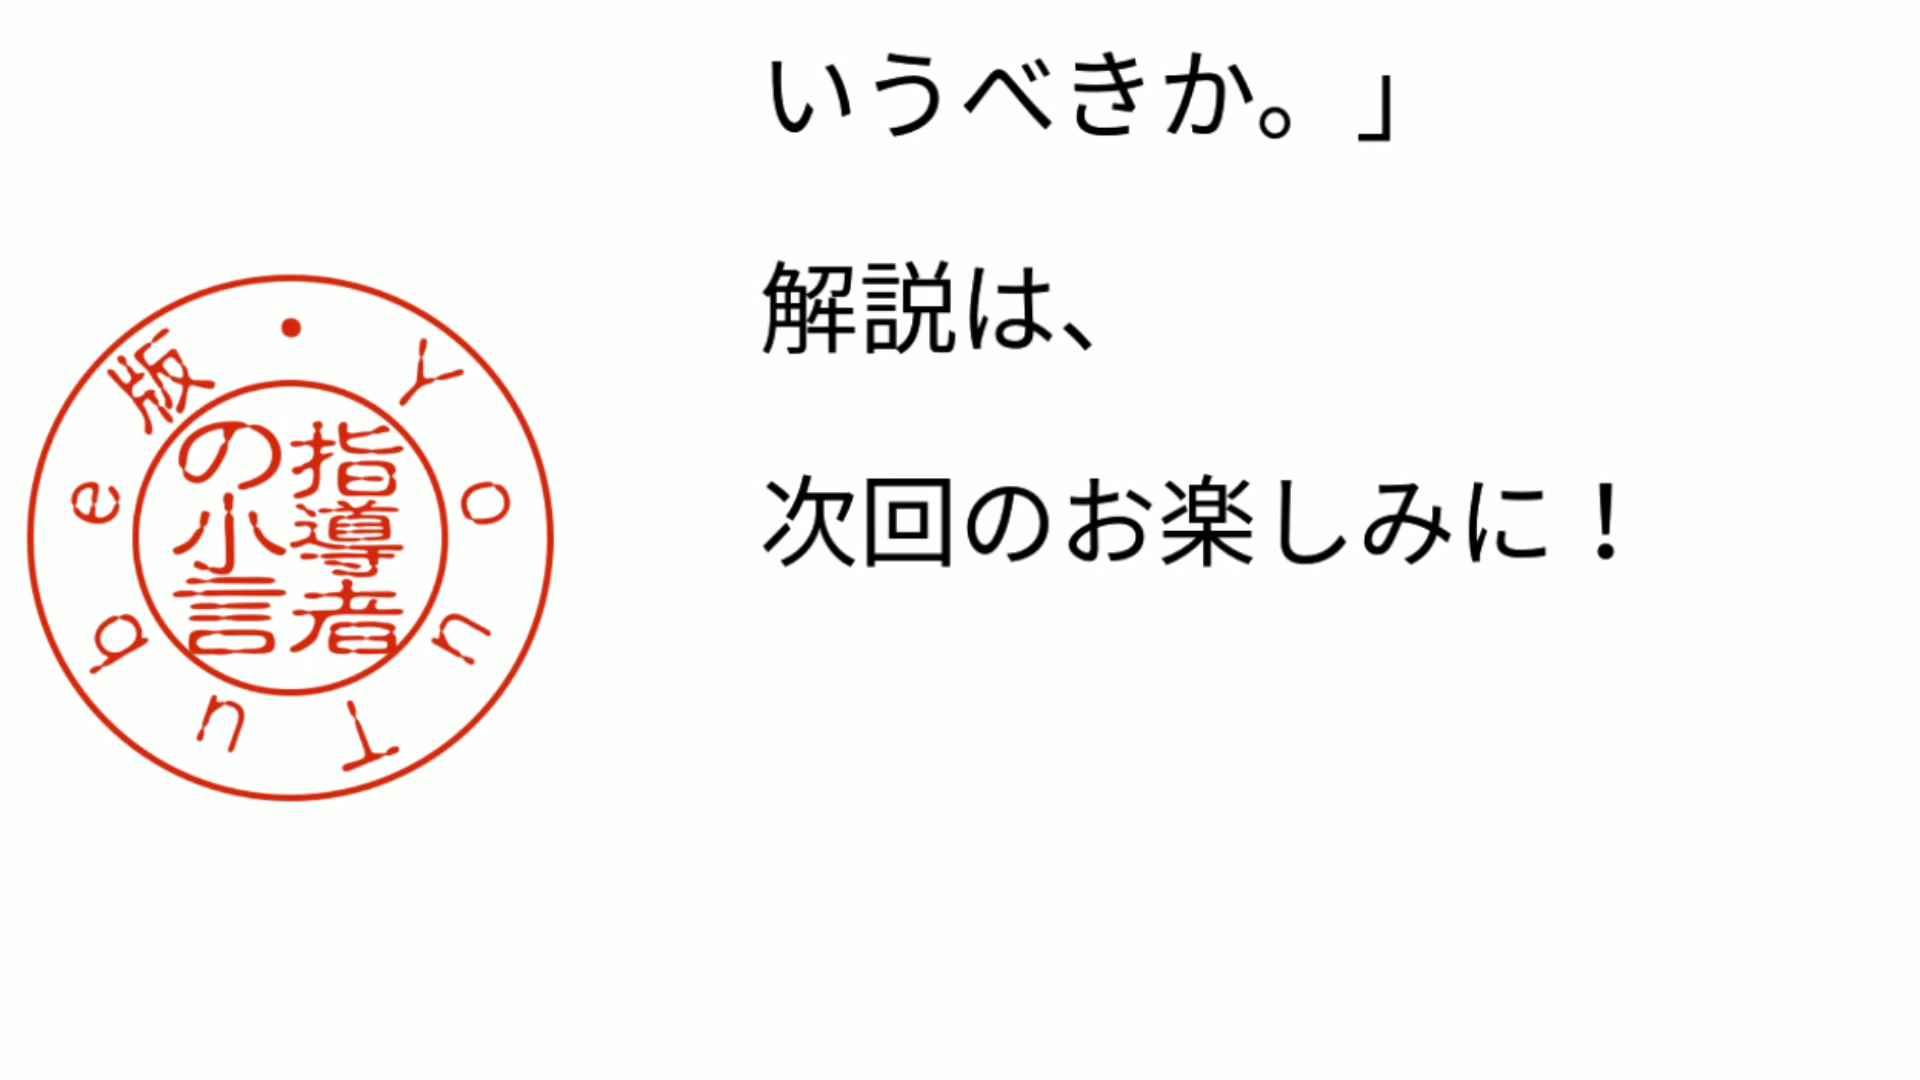 いうべきか。」
解説は、
次回のお楽しみに！
・YouTube版
指導者
の小言